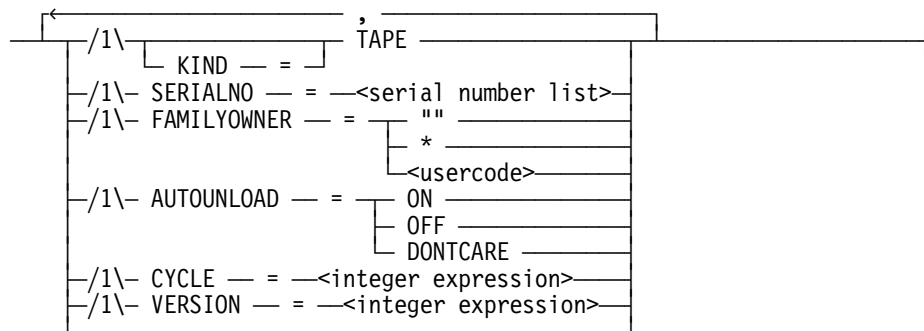 ,
/1\ TAPE
KIND =
/1\ SERIALNO = <serial number list>
/1\ FAMILYOWNER = ""
*
<usercode>
/1\ AUTOUNLOAD = ON
OFF
DONTCARE
/1\ CYCLE = <integer expression>
/1\ VERSION = <integer expression>